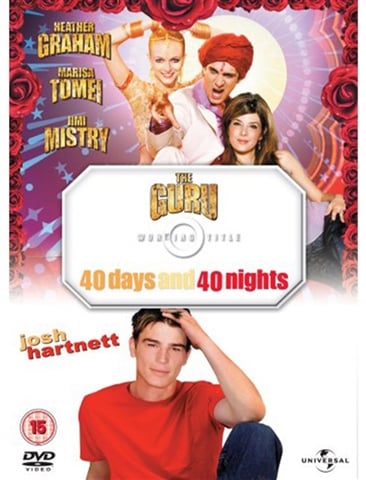 HEATHER
GRAHAM
MARISA
TOMEI
JIMI
MISTRY
THE
GURU
WORKING TITLE
40 days and 40 nights
josh
hartnett
15
DVD
VIDEO
UNIVERSAL